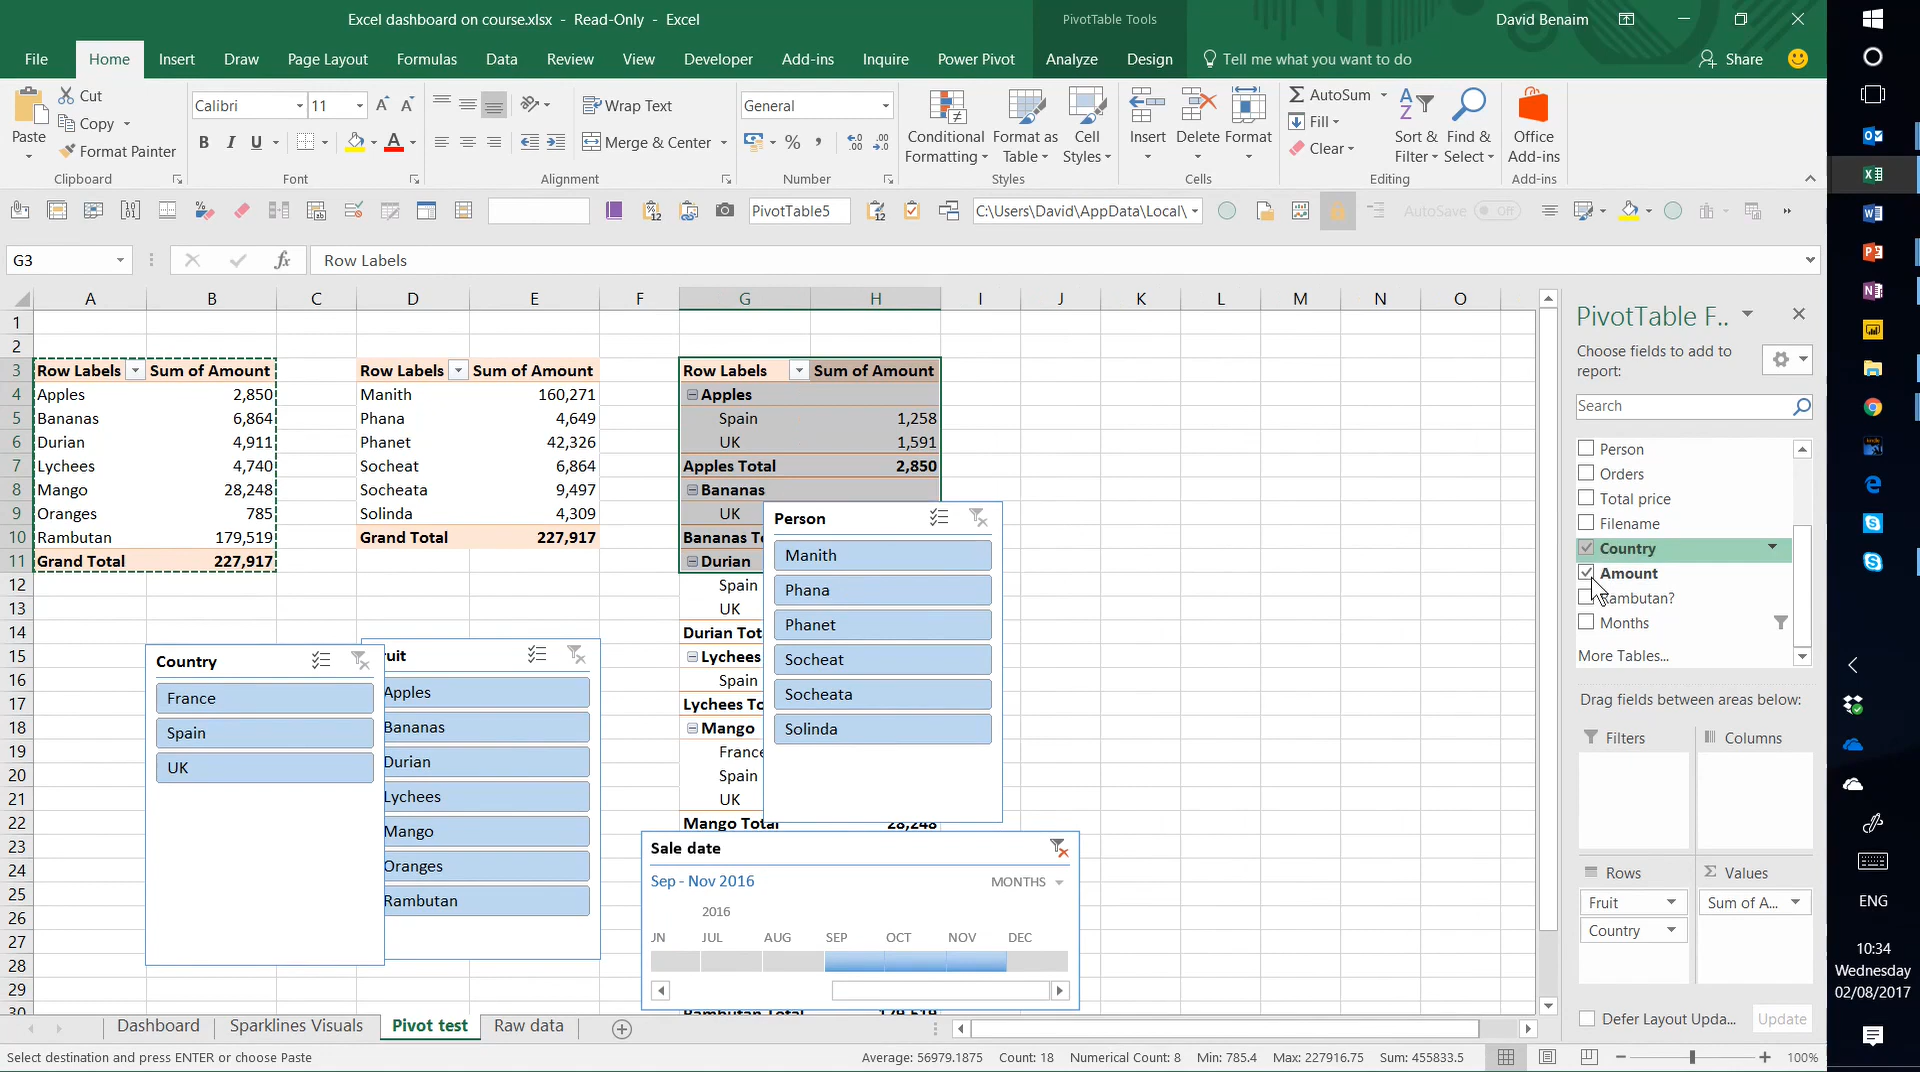 Excel dashboard on course.xlsx - Read-Only - Excel
PivotTable Tools
David Benaim
File Home Insert Draw Page Layout Formulas Data Review View Developer Add-ins Inquire Power Pivot Analyze Design Tell me what you want to do Share
Paste
Cut
Copy
Format Painter
Clipboard
Calibri 11
B I U
Font
Wrap Text
Merge & Center
Alignment
General
%
Number
Conditional Formatting
Format as Table
Cell Styles
Styles
Insert Delete Format
Cells
AutoSum
Fill
Clear
Sort & Filter
Find & Select
Editing
Office Add-ins
Add-ins
PivotTable5
C:\Users\David\AppData\Local\
AutoSave Off
G3
fx
Row Labels
A B C D E F G H I J K L M N O
1
2
3 Row Labels Sum of Amount Row Labels Sum of Amount Row Labels Sum of Amount
4 Apples 2,850 Manith 160,271 Apples
5 Bananas 6,864 Phana 4,649 Spain 1,258
6 Durian 4,911 Phanet 42,326 UK 1,591
7 Lychees 4,740 Socheat 6,864 Apples Total 2,850
8 Mango 28,248 Socheata 9,497 Bananas
9 Oranges 785 Solinda 4,309 UK
10 Rambutan 179,519 Grand Total 227,917 Bananas To
11 Grand Total 227,917 Durian
12 Spain
13 UK
14 Durian Tot
15 Lychees
16 Spain
17 Lychees To
18 Mango
19 France
20 Spain
21 UK
22 Mango Total 28,248
23
24
25
26
27
28
29
30 Rambutan Total 179,519
Country
France
Spain
UK
ruit
Apples
Bananas
Durian
Lychees
Mango
Oranges
Rambutan
Person
Manith
Phana
Phanet
Socheat
Socheata
Solinda
Sale date
Sep - Nov 2016
MONTHS
2016
JN JUL AUG SEP OCT NOV DEC
PivotTable F..
Choose fields to add to report:
Search
Person
Orders
Total price
Filename
Country
Amount
Rambutan?
Months
More Tables...
Drag fields between areas below:
Filters
Columns
Rows
Values
Fruit
Country
Sum of A...
Defer Layout Upda...
Update
Dashboard Sparklines Visuals Pivot test Raw data
Select destination and press ENTER or choose Paste
Average: 56979.1875 Count: 18 Numerical Count: 8 Min: 785.4 Max: 227916.75 Sum: 455833.5
100%
ENG
10:34
Wednesday
02/08/2017